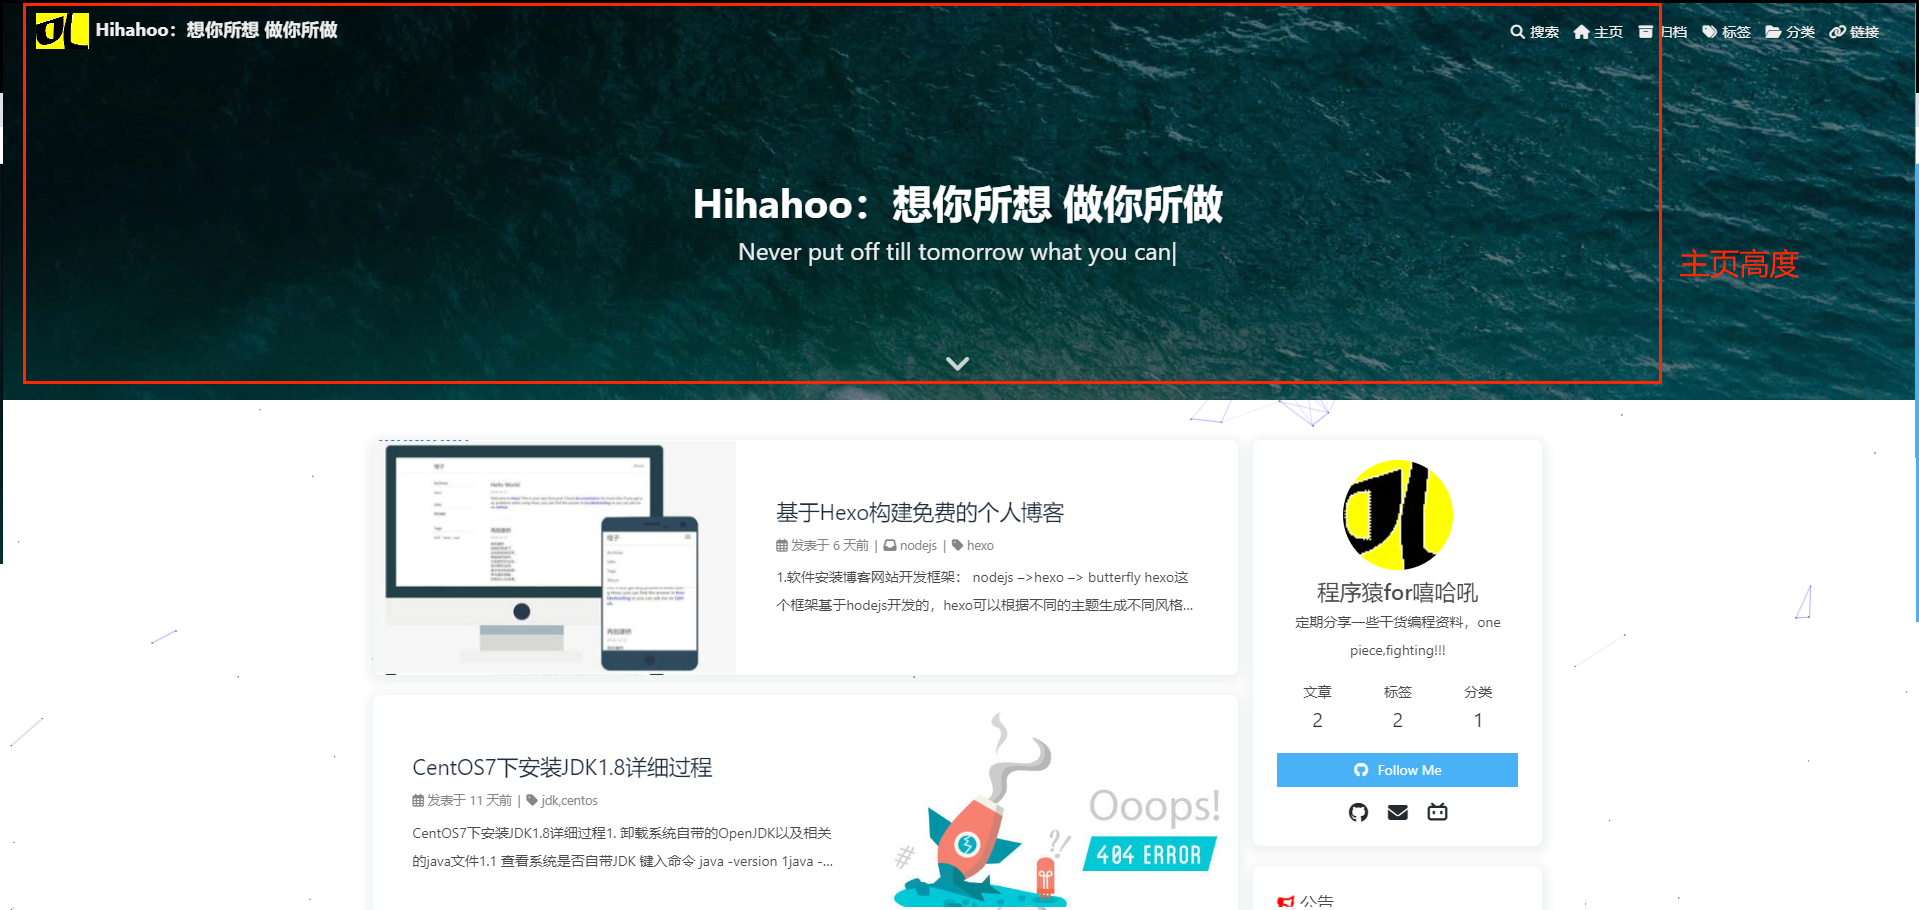 Hihahoo：想你所想 做你所做
搜索 主页 归档 标签 分类 链接
Hihahoo：想你所想 做你所做
Never put off till tomorrow what you can|
主页高度
基于Hexo构建免费的个人博客
发表于 6 天前 | nodejs | hexo
1.软件安装博客网站开发框架： nodejs –>hexo –> butterfly hexo这
个框架基于hodejs开发的，hexo可以根据不同的主题生成不同风格...
程序猿for嘻哈吼
定期分享一些干货编程资料，one
piece,fighting!!!
文章 标签 分类
2 2 1
Follow Me
CentOS7下安装JDK1.8详细过程
发表于 11 天前 | jdk,centos
CentOS7下安装JDK1.8详细过程1. 卸载系统自带的OpenJDK以及相关
的java文件1.1 查看系统是否自带JDK 键入命令 java -version 1java -...
Ooops!
404 ERROR
公告